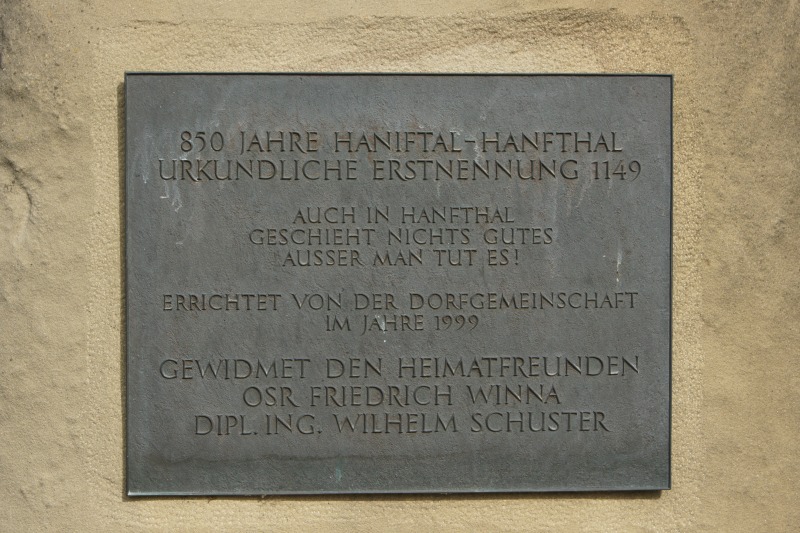 850 JAHRE HANIFTAL-HANFTHAL
URKUNDLICHE ERSTNENNUNG 1149
AUCH IN HANFTHAL
GESCHIEHT NICHTS GUTES
AUSSER MAN TUT ES!
ERRICHTET VON DER DORFGEMEINSCHAFT
IM JAHRE 1999
GEWIDMET DEN HEIMATFREUNDEN
OSR FRIEDRICH WINNA
DIPL. ING. WILHELM SCHUSTER